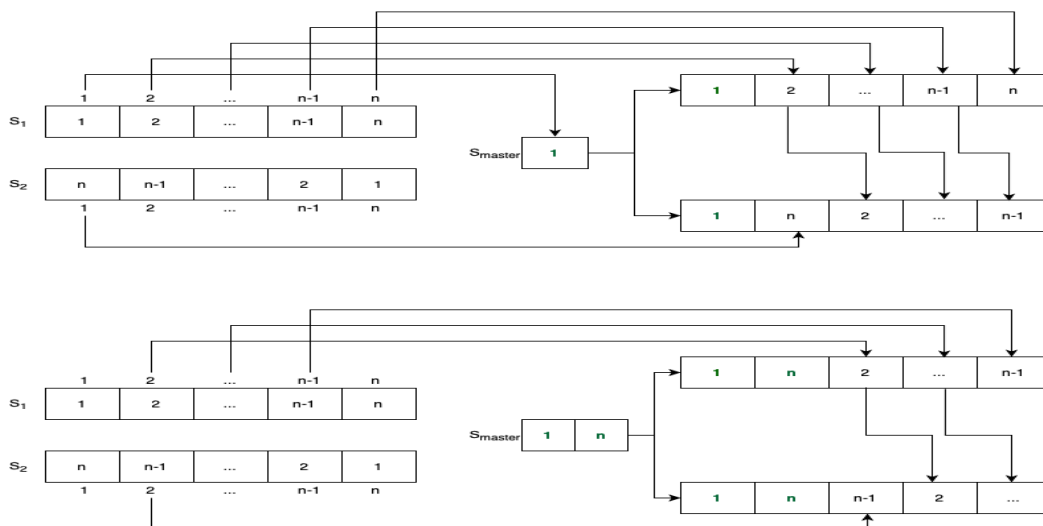 1 2 ... n-1 n
S1 1 2 ... n-1 n
1 2 ... n-1 n
Smaster 1
S2 n n-1 ... 2 1
1 2 ... n-1 n
1 n 2 ... n-1
1 2 ... n-1 n
S1 1 2 ... n-1 n
1 n 2 ... n-1
Smaster 1 n
S2 n n-1 ... 2 1
1 2 ... n-1 n
1 n n-1 2 ...